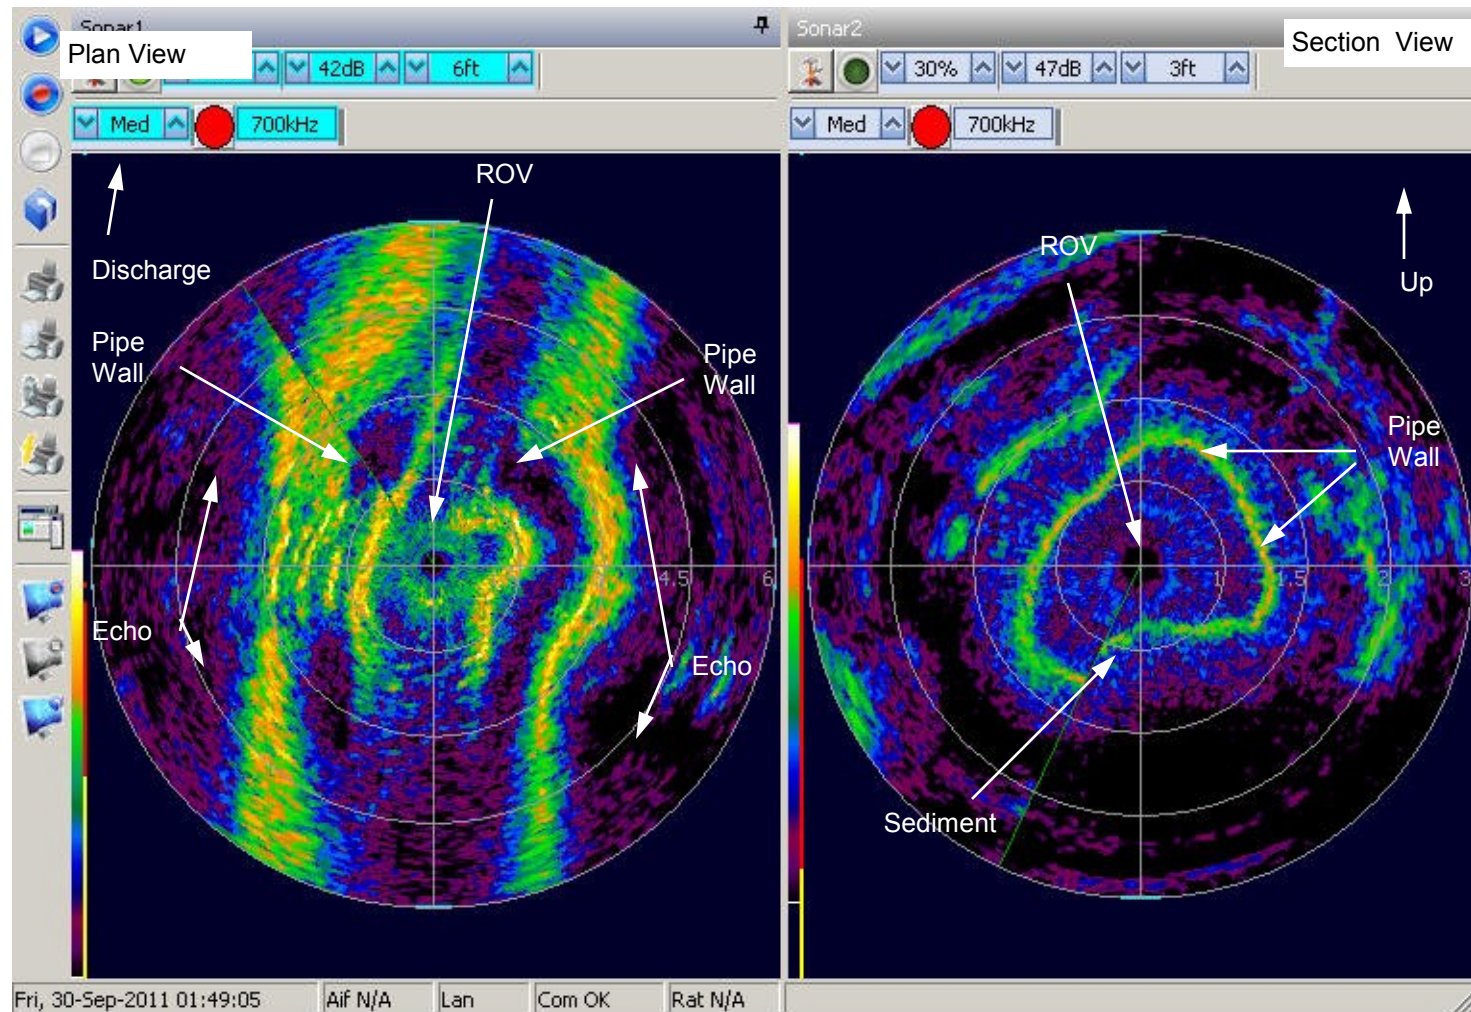 Sonar1
Plan View
42dB
6ft
Med
700kHz
Discharge
Pipe
Wall
ROV
Pipe
Wall
4.5
6
Echo
Echo
Sonar2
Section View
30%
47dB
3ft
Med
700kHz
ROV
Up
Pipe
Wall
1
1.5
2
3
Sediment
Fri, 30-Sep-2011 01:49:05
Aif N/A
Lan
Com OK
Rat N/A